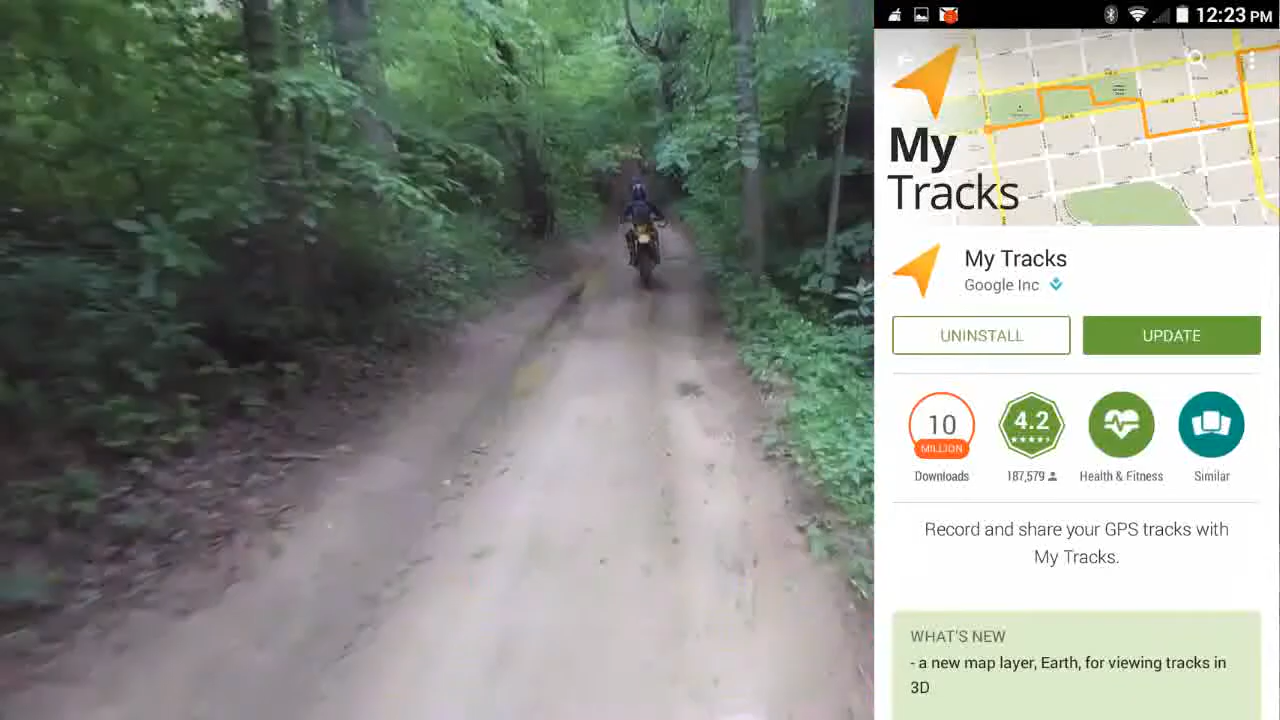 12:23 PM
My
Tracks
My Tracks
Google Inc
UNINSTALL
UPDATE
10
MILLION
4.2
Downloads
187,579
Health & Fitness
Similar
Record and share your GPS tracks with
My Tracks.
WHAT'S NEW
- a new map layer, Earth, for viewing tracks in
3D